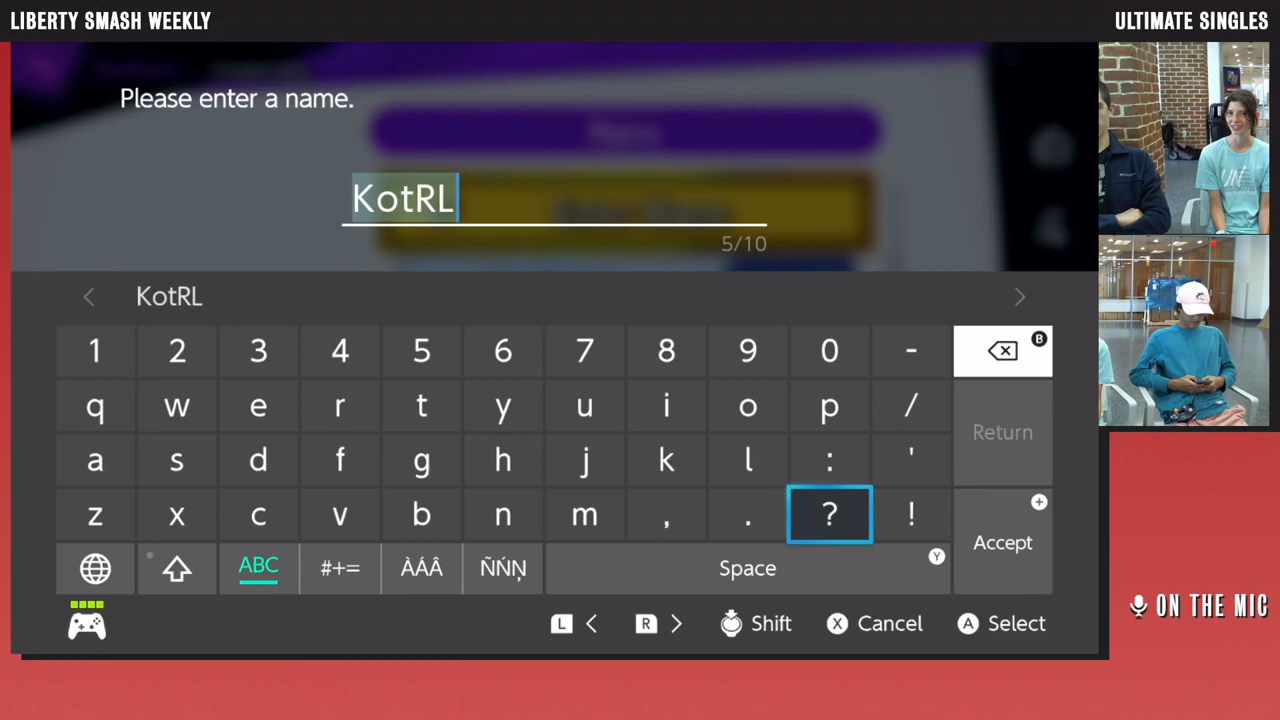 LIBERTY SMASH WEEKLY
ULTIMATE SINGLES
Please enter a name.
KotRL
5/10
KotRL
1 2 3 4 5 6 7 8 9 0 - B
q w e r t y u i o p / Return
a s d f g h j k l : '
z x c v b n m , . ? ! + Accept
ABC #+= ÀÁÂ ÑŃŅ Space Y
L < R > Shift X Cancel A Select
ON THE MIC